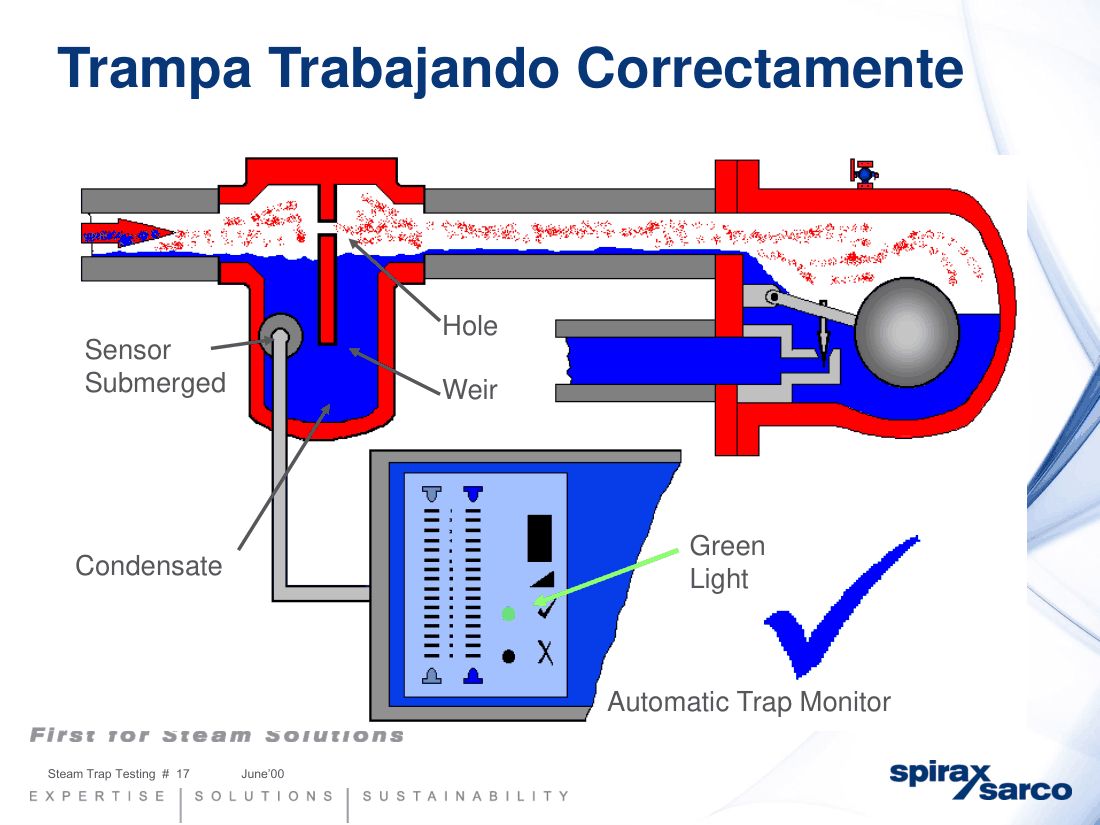 Trampa Trabajando Correctamente
Hole
Sensor
Submerged
Weir
Condensate
Green
Light
X
Automatic Trap Monitor
First for Steam Solutions
Steam Trap Testing # 17 June'00
EXPERTISE SOLUTIONS SUSTAINABILITY
spirax
sarco